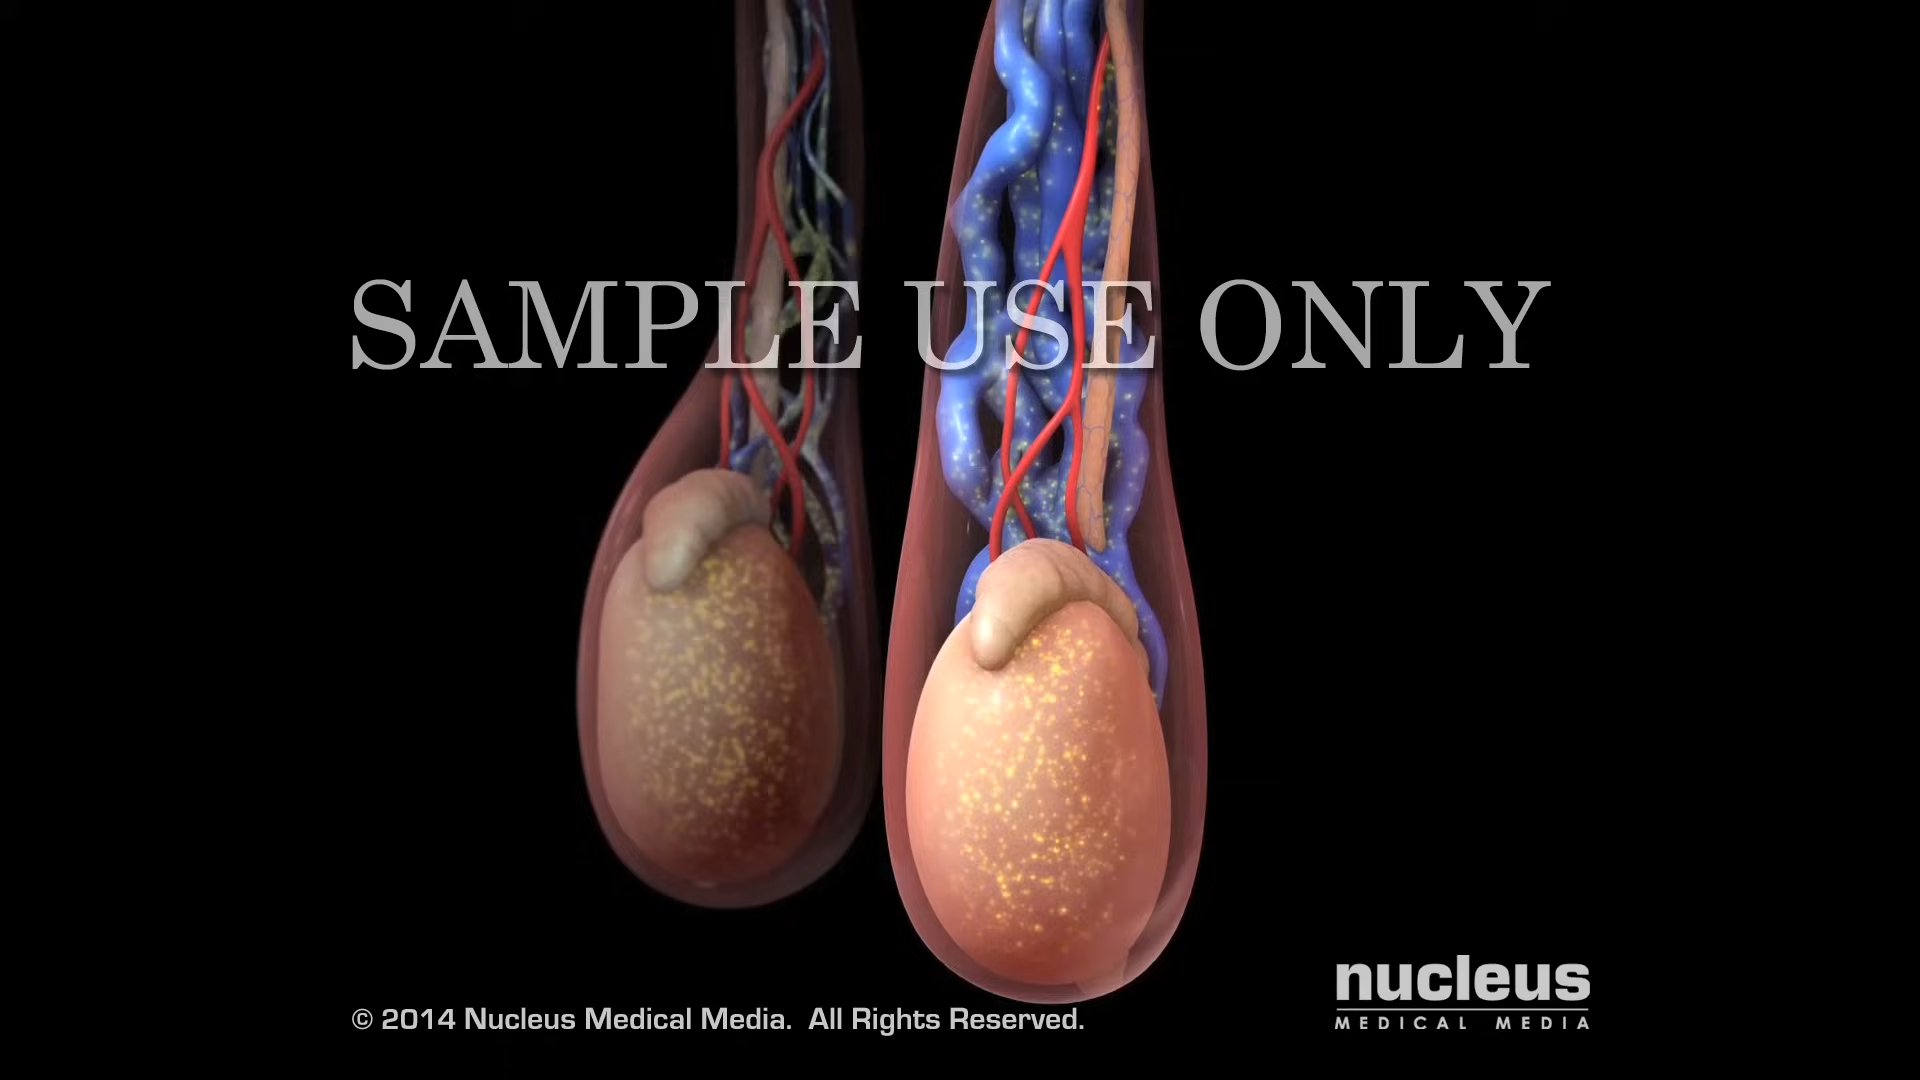 SAMPLE USE ONLY
© 2014 Nucleus Medical Media. All Rights Reserved.
nucleus
MEDICAL MEDIA